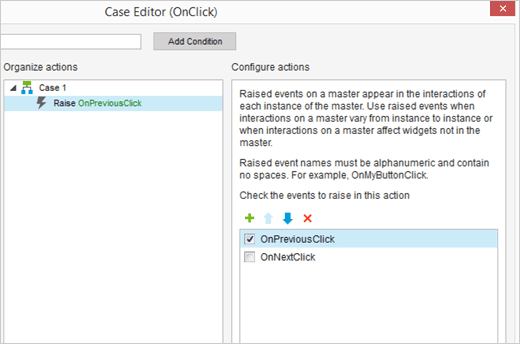 Case Editor (OnClick)
Add Condition
Organize actions
Case 1
Raise OnPreviousClick
Configure actions
Raised events on a master appear in the interactions of
each instance of the master. Use raised events when
interactions on a master vary from instance to instance or
when interactions on a master affect widgets not in the
master.
Raised event names must be alphanumeric and contain
no spaces. For example, OnMyButtonClick.
Check the events to raise in this action
OnPreviousClick
OnNextClick